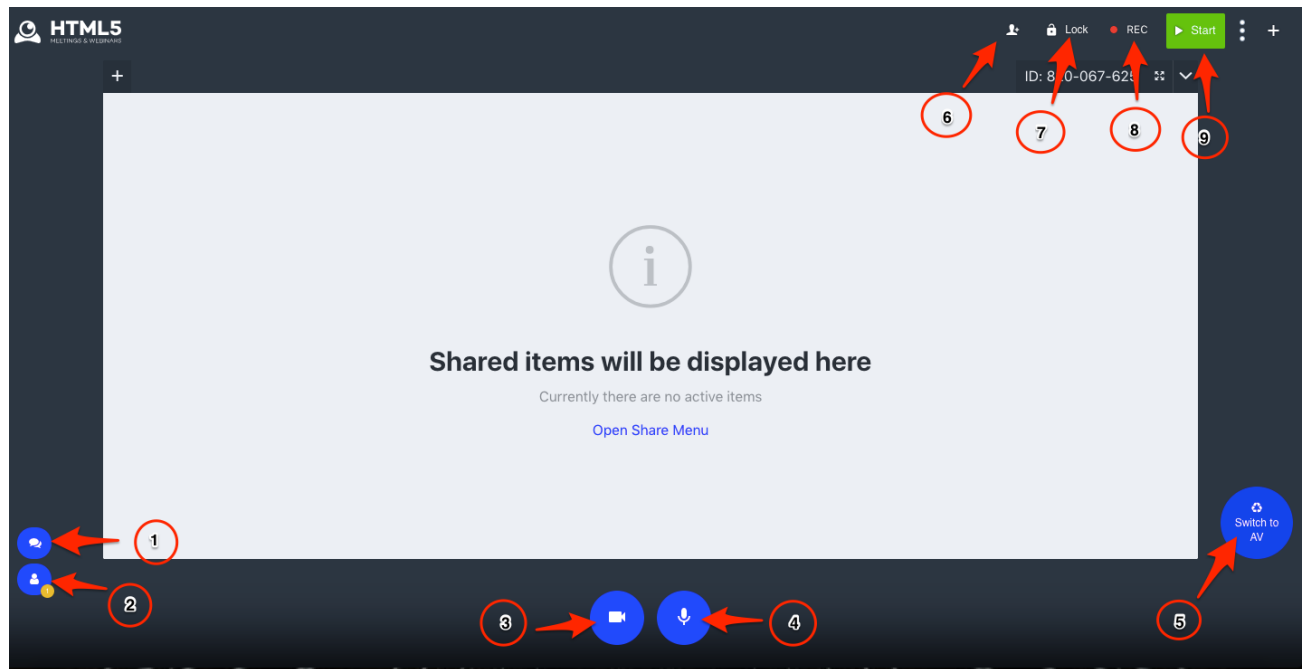 HTML5
MEETINGS & WEBINARS
Lock
REC
Start
ID: 820-067-625
6
7
8
9
i
Shared items will be displayed here
Currently there are no active items
Open Share Menu
Switch to
AV
1
1
2
3
4
5